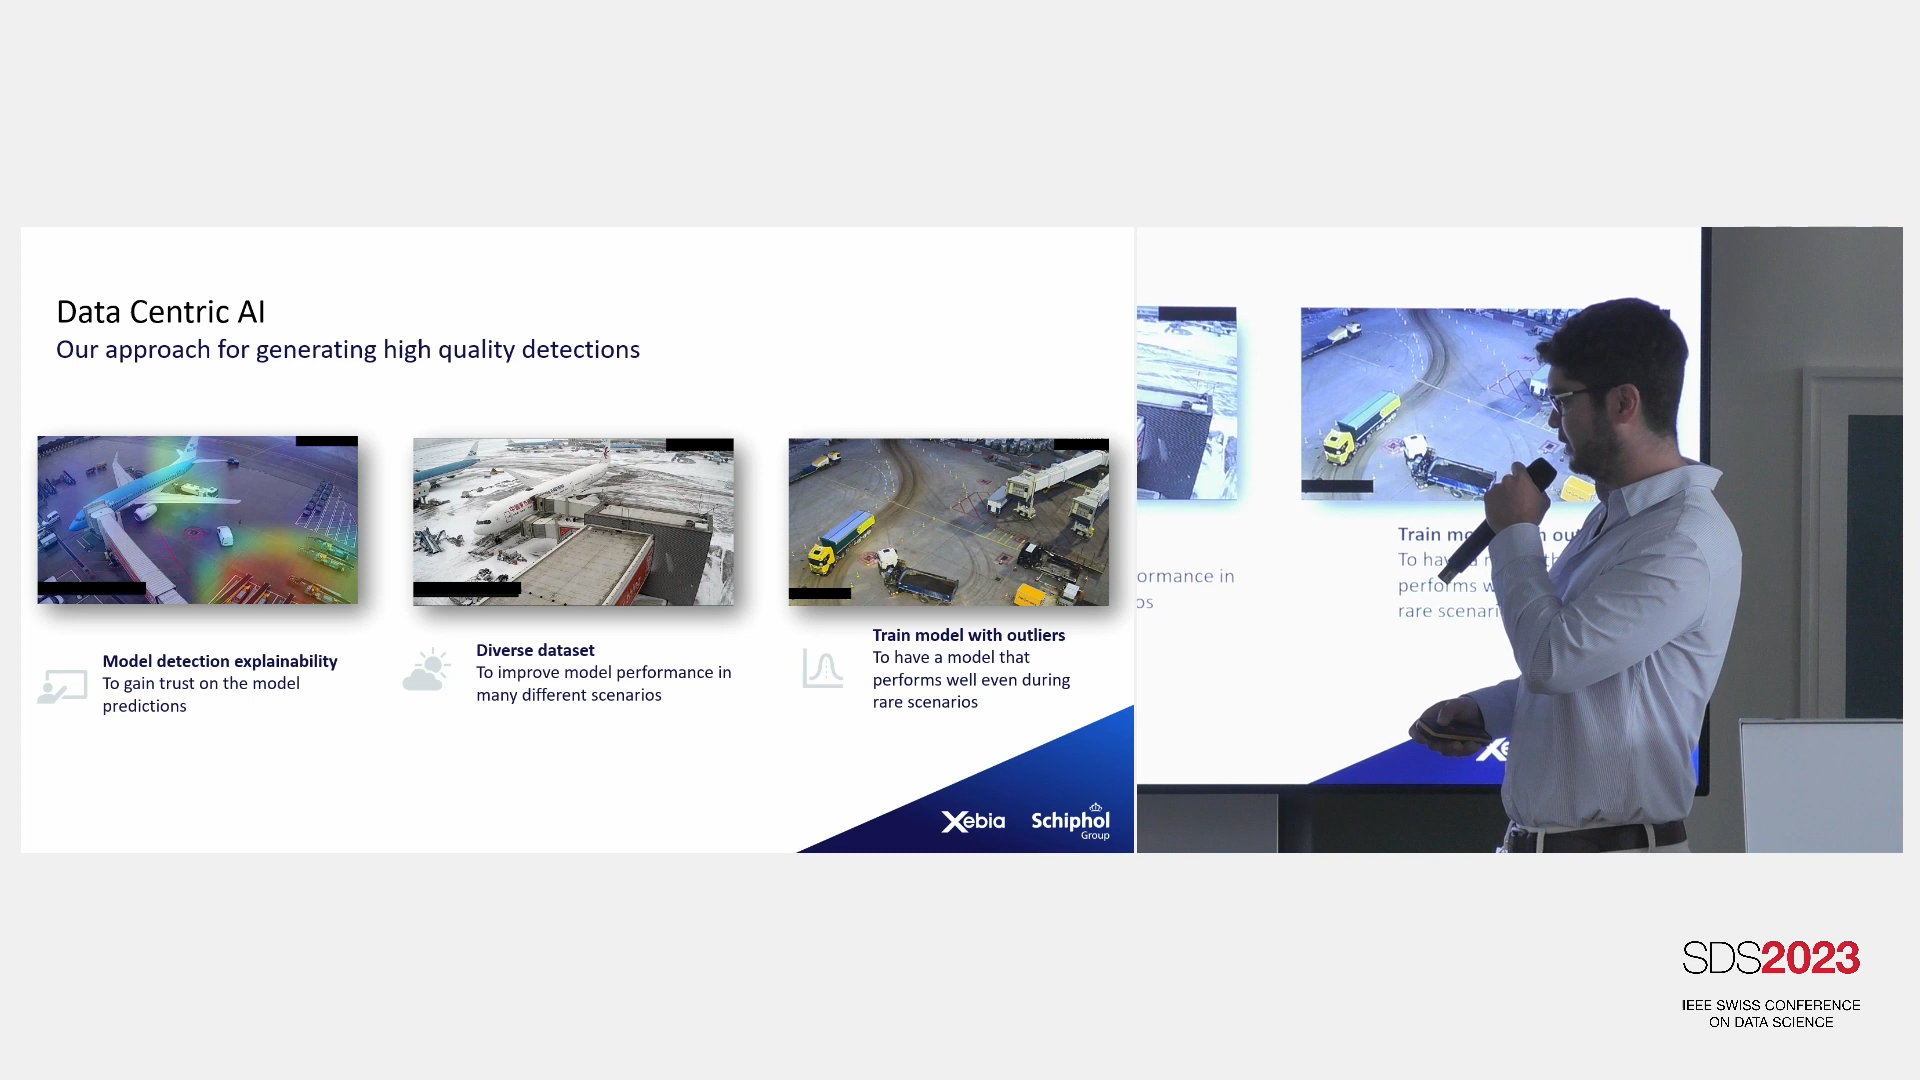 Data Centric AI
Our approach for generating high quality detections
Model detection explainability
To gain trust on the model
predictions
Diverse dataset
To improve model performance in
many different scenarios
Train model with outliers
To have a model that
performs well even during
rare scenarios
Xebia
Schiphol
Group
ormance in
os
Train mo
To hav
performs w
rare scenari
Xe
SDS2023
IEEE SWISS CONFERENCE
ON DATA SCIENCE